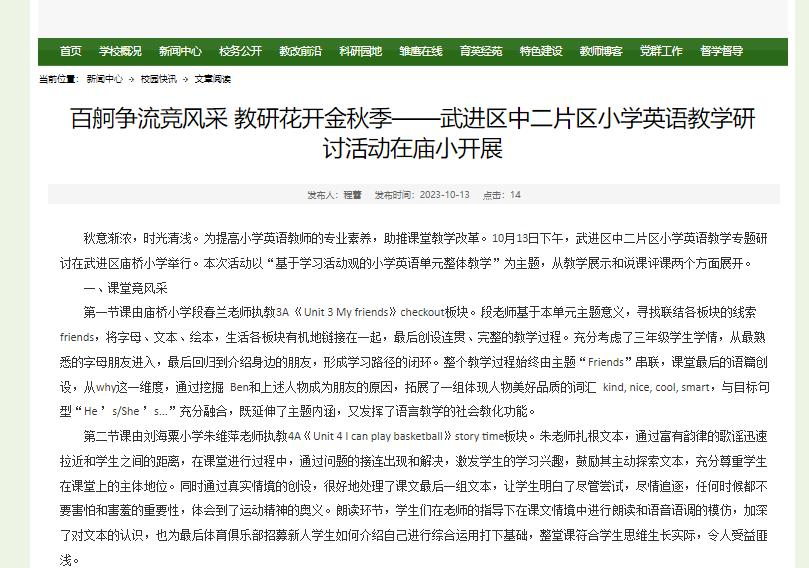 首页 学校概况 新闻中心 校务公开 教改前沿 科研园地 雏鹰在线 育英经苑 特色建设 教师博客 党群工作 督学督导
当前位置: 新闻中心 → 校园快讯 → 文章阅读
百舸争流竞风采 教研花开金秋季——武进区中二片区小学英语教学研
讨活动在庙小开展
发布人：程蕾 发布时间：2023-10-13 点击：14
秋意渐浓，时光清浅。为提高小学英语教师的专业素养，助推课堂教学改革。10月13日下午，武进区中二片区小学英语教学专题研
讨在武进区庙桥小学举行。本次活动以“基于学习活动观的小学英语单元整体教学”为主题，从教学展示和说课评课两个方面展开。
一、课堂竟风采
第一节课由庙桥小学段春兰老师执教3A《Unit 3 My friends》checkout板块。段老师基于本单元主题意义，寻找联结各板块的线索
friends，将字母、文本、绘本，生活各板块有机地链接在一起，最后创设连贯、完整的教学过程。充分考虑了三年级学生学情，从最熟
悉的字母朋友进入，最后回归到介绍身边的朋友，形成学习路径的闭环。整个教学过程始终由主题“Friends”串联，课堂最后的语篇创
设，从why这一维度，通过挖掘 Ben和上述人物成为朋友的原因，拓展了一组体现人物美好品质的词汇 kind, nice, cool, smart，与目标句
型“He’s/She’s...”充分融合，既延伸了主题内涵，又发挥了语言教学的社会教化功能。
第二节课由刘海粟小学朱维萍老师执教4A《Unit 4 I can play basketball》story time板块。朱老师扎根文本，通过富有韵律的歌谣迅速
拉近和学生之间的距离，在课堂进行过程中，通过问题的接连出现和解决，激发学生的学习兴趣，鼓励其主动探索文本，充分尊重学生
在课堂上的主体地位。同时通过真实情境的创设，很好地处理了课文最后一组文本，让学生明白了尽管尝试，尽情追逐，任何时候都不
要害怕和害羞的重要性，体会到了运动精神的奥义。朗读环节，学生们在老师的指导下在课文情境中进行朗读和语音语调的模仿，加深
了对文本的认识，也为最后体育俱乐部招募新人学生如何介绍自己进行综合运用打下基础，整堂课符合学生思维生长实际，令人受益匪
浅。